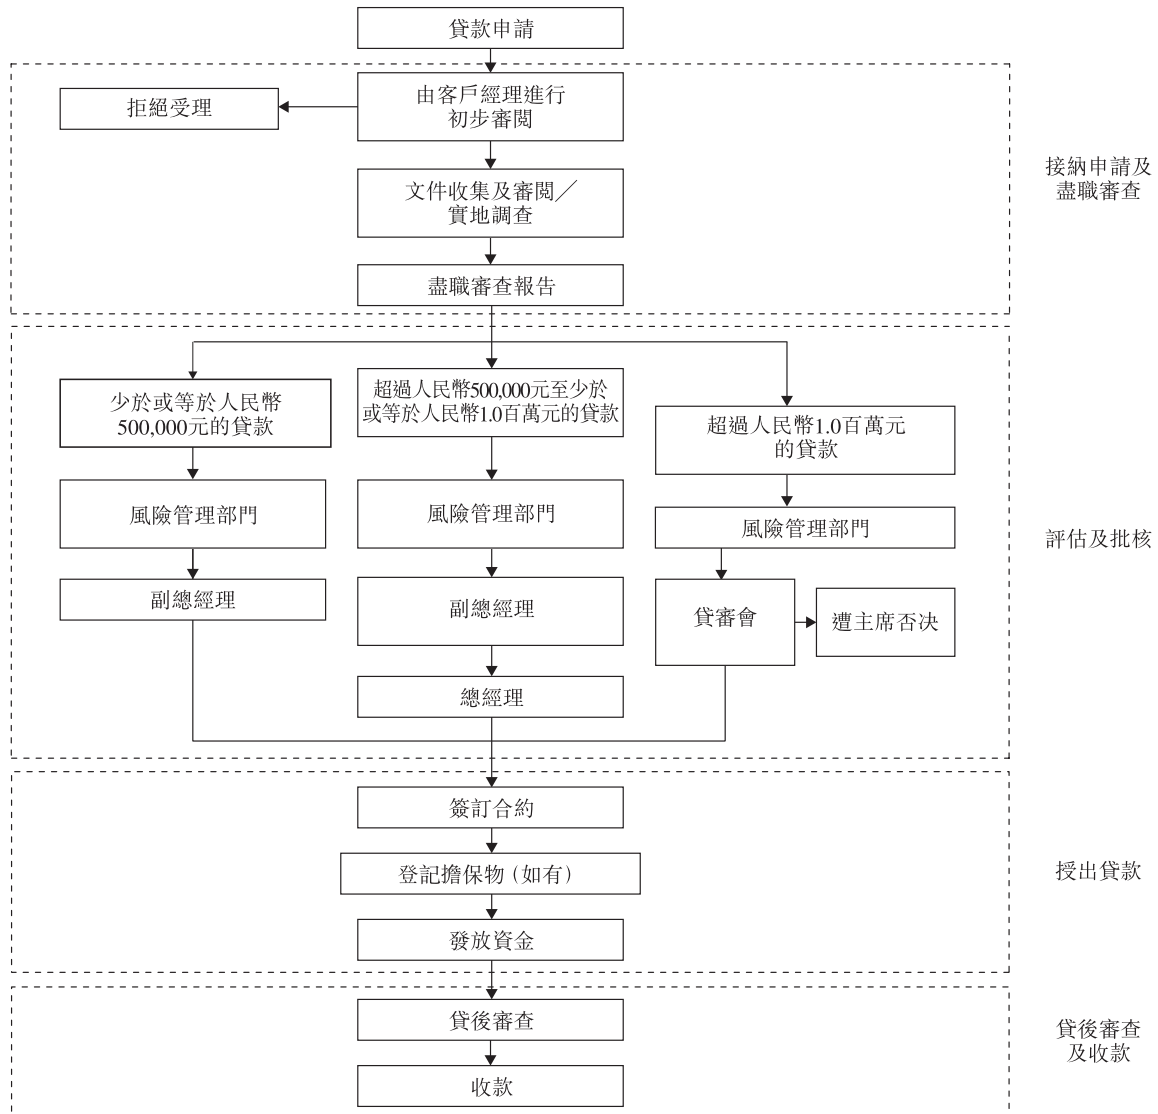 貸款申請
由客戶經理進行
初步審閱
拒絕受理
文件收集及審閱／
實地調查
盡職審查報告
接納申請及
盡職審查
少於或等於人民幣
500,000元的貸款
超過人民幣500,000元至少於
或等於人民幣1.0百萬元的貸款
超過人民幣1.0百萬元
的貸款
風險管理部門
風險管理部門
風險管理部門
副總經理
副總經理
貸審會
遭主席否決
總經理
評估及批核
簽訂合約
登記擔保物（如有）
發放資金
授出貸款
貸後審查
收款
貸後審查
及收款